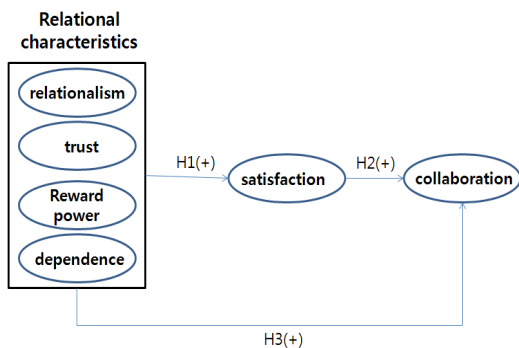 Relational
characteristics
relationalism
trust
Reward
power
dependence
H1(+)
satisfaction
H2(+)
collaboration
H3(+)